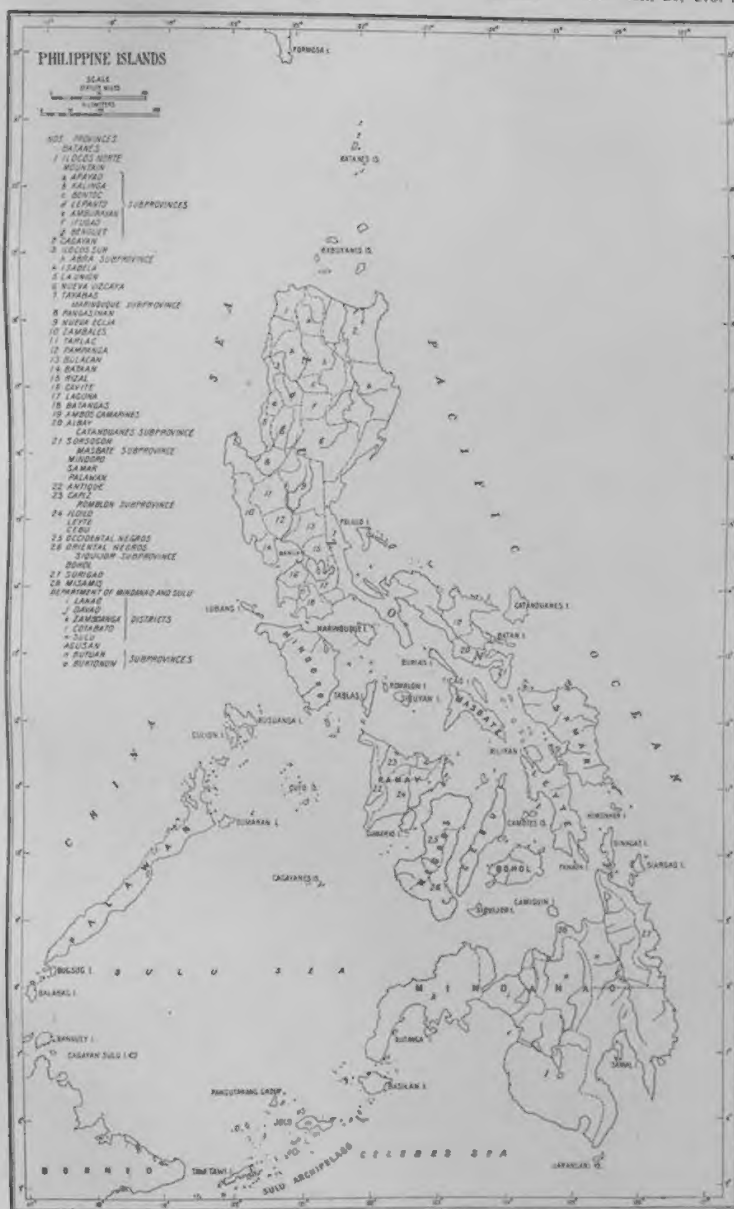 PHILIPPINE ISLANDS
SCALE
STATUTE MILES
KILOMETERS
NOS. PROVINCES
BATANES
1 ILOCOS NORTE
MOUNTAIN
a APAYAO
b KALINGA
c BONTOC
d LEPANTO
e AMBURAYAN
f IFUGAO
g BENGUET
SUBPROVINCES
2 CAGAYAN
3 ILOCOS SUR
h ABRA SUBPROVINCE
4 ISABELA
5 LA UNION
6 NUEVA VIZCAYA
7 TAYABAS
MARINDUQUE SUBPROVINCE
8 PANGASINAN
9 NUEVA ECIJA
10 ZAMBALES
11 TARLAC
12 PAMPANGA
13 BULACAN
14 BATAAN
15 RIZAL
16 CAVITE
17 LAGUNA
18 BATANGAS
19 AMBOS CAMARINES
20 ALBAY
CATANDUANES SUBPROVINCE
21 SORSOGON
MASBATE SUBPROVINCE
MINDORO
SAMAR
PALAWAN
22 ANTIQUE
23 CAPIZ
ROMBLON SUBPROVINCE
24 ILOILO
LEYTE
CEBU
25 OCCIDENTAL NEGROS
26 ORIENTAL NEGROS
SIQUIJOR SUBPROVINCE
BOHOL
27 SURIGAO
28 MISAMIS
DEPARTMENT OF MINDANAO AND SULU
i LANAO
j DAVAO
k ZAMBOANGA
l COTABATO
m SULU
DISTRICTS
AGUSAN
n BUTUAN
o BUKIDNON
SUBPROVINCES
FORMOSA I.
BATANES IS.
BABUYANES IS.
CHINA SEA
PACIFIC OCEAN
LUZON
POLILLO I.
MANILA
LUBANG
CATANDUANES I.
BATAN I.
MARINDUQUE I.
MINDORO
BURIAS I.
TICAO I.
ROMBLON I.
SIBUYAN I.
TABLAS I.
MASBATE
SAMAR
BUSUANGA I.
CULION I.
BILIRAN
PANAY
LEYTE
CUYO IS.
DUMARAN I.
GUIMARAS I.
CAMOTES IS.
HOMONHON I.
DINAGAT I.
SIARGAO I.
PANAON I.
PALAWAN
NEGROS
CEBU
BOHOL
CAGAYANES IS.
SIQUIJOR I.
CAMIGUIN I.
BUGSUG I.
SULU SEA
BALABAC I.
MINDANAO
BANGUEY I.
CAGAYAN SULU I.
OLUTANGA
SAMAL
BASILAN I.
PANGUTARANG GROUP
JOLO
CELEBES SEA
BORNEO
TAWI TAWI I.
SULU ARCHIPELAGO
SARANGANI IS.